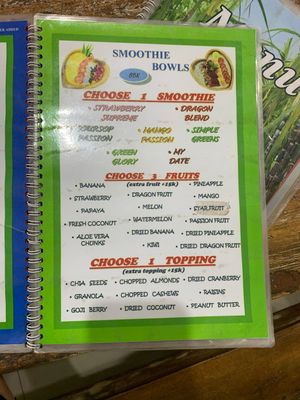 SMOOTHIE
BOWLS
85K
CHOOSE 1 SMOOTHIE
• STRAWBERRY SUPREME • DRAGON BLEND
• SOURSOP PASSION • MANGO PASSION • SIMPLE GREENS
• GREEN GLORY • MY DATE
CHOOSE 3 FRUITS
(extra fruit +15k)
• BANANA • DRAGON FRUIT • PINEAPPLE
• STRAWBERRY • MELON • MANGO
• PAPAYA • WATERMELON • STAR FRUIT
• FRESH COCONUT • DRIED BANANA • PASSION FRUIT
• ALOE VERA CHUNKS • KIWI • DRIED PINEAPPLE
• DRIED DRAGON FRUIT
CHOOSE 1 TOPPING
(extra topping +15k)
• CHIA SEEDS • CHOPPED ALMONDS • DRIED CRANBERRY
• GRANOLA • CHOPPED CASHEWS • RAISINS
• GOJI BERRY • DRIED COCONUT • PEANUT BUTTER
Menu